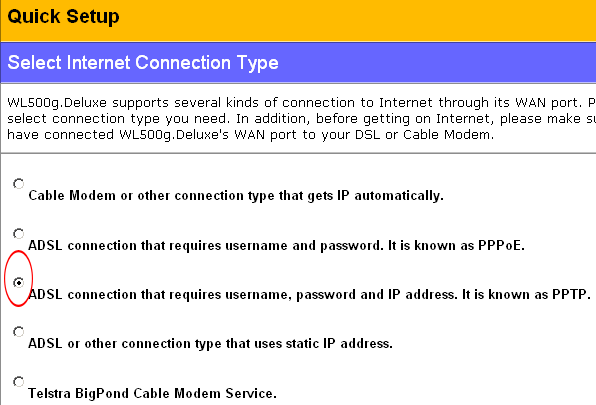 Quick Setup
Select Internet Connection Type
WL500g.Deluxe supports several kinds of connection to Internet through its WAN port. P
select connection type you need. In addition, before getting on Internet, please make su
have connected WL500g.Deluxe's WAN port to your DSL or Cable Modem.
Cable Modem or other connection type that gets IP automatically.
ADSL connection that requires username and password. It is known as PPPoE.
ADSL connection that requires username, password and IP address. It is known as PPTP.
ADSL or other connection type that uses static IP address.
Telstra BigPond Cable Modem Service.